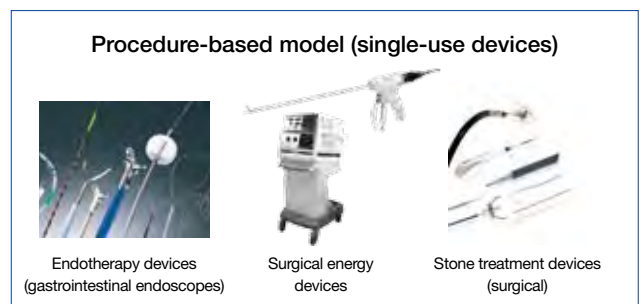 Procedure-based model (single-use devices)
Endotherapy devices
(gastrointestinal endoscopes)
Surgical energy
devices
Stone treatment devices
(surgical)